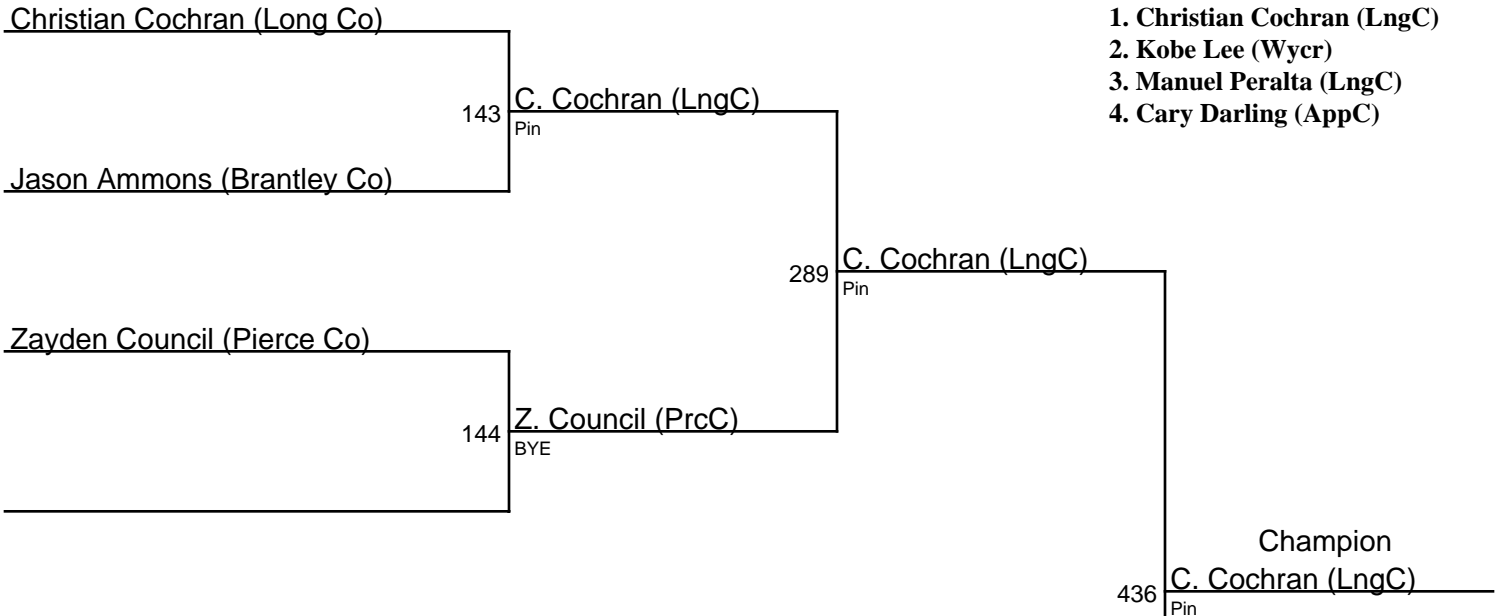 Christian Cochran (Long Co)
1. Christian Cochran (LngC)
2. Kobe Lee (Wycr)
3. Manuel Peralta (LngC)
4. Cary Darling (AppC)
143 C. Cochran (LngC)
Pin
Jason Ammons (Brantley Co)
289 C. Cochran (LngC)
Pin
Zayden Council (Pierce Co)
144 Z. Council (PrcC)
BYE
Champion
436 C. Cochran (LngC)
Pin